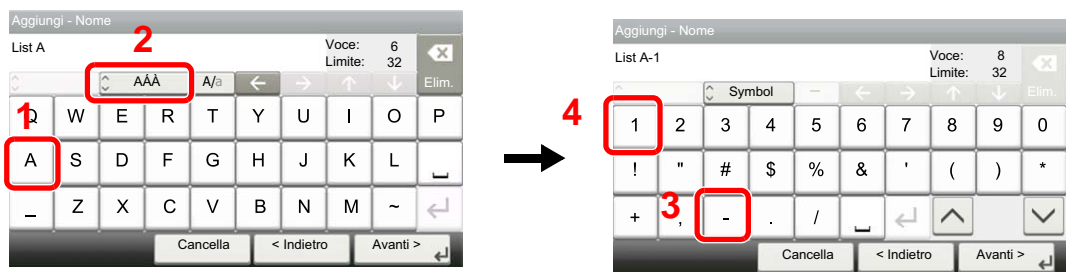 Aggiungi - Nome
2
List A
Voce: 6
Limite: 32
AÁÀ A/a Elim.
1
Q W E R T Y U I O P
A S D F G H J K L
_ Z X C V B N M ~
Cancella < Indietro Avanti >
Aggiungi - Nome
List A-1
Voce: 8
Limite: 32
Symbol Elim.
4
1 2 3 4 5 6 7 8 9 0
! " # $ % & ' ( ) *
3
+ , - . /
Cancella < Indietro Avanti >